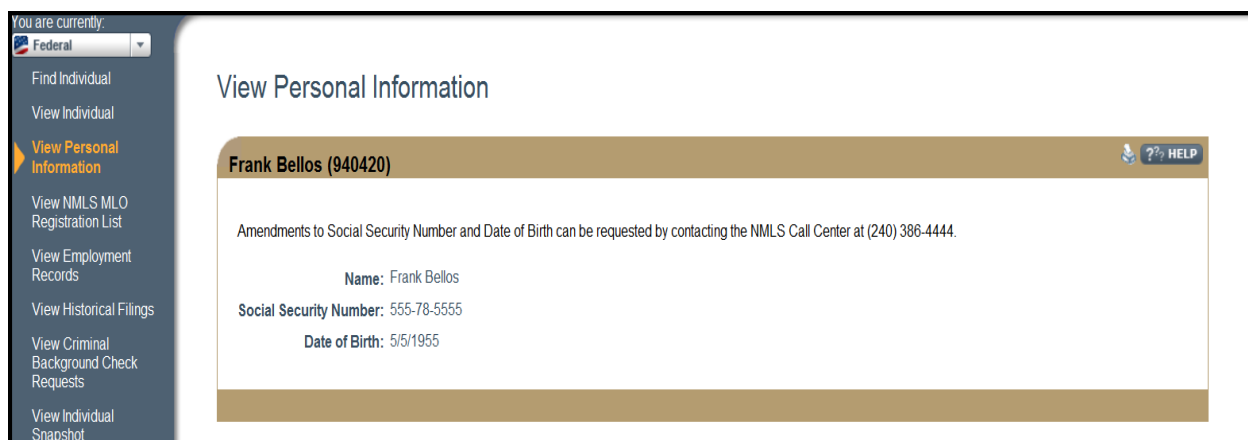 You are currently:
Federal
Find Individual
View Individual
View Personal
Information
View NMLS MLO
Registration List
View Employment
Records
View Historical Filings
View Criminal
Background Check
Requests
View Individual
Snapshot
View Personal Information
Frank Bellos (940420)
??? HELP
Amendments to Social Security Number and Date of Birth can be requested by contacting the NMLS Call Center at (240) 386-4444.
Name: Frank Bellos
Social Security Number: 555-78-5555
Date of Birth: 5/5/1955